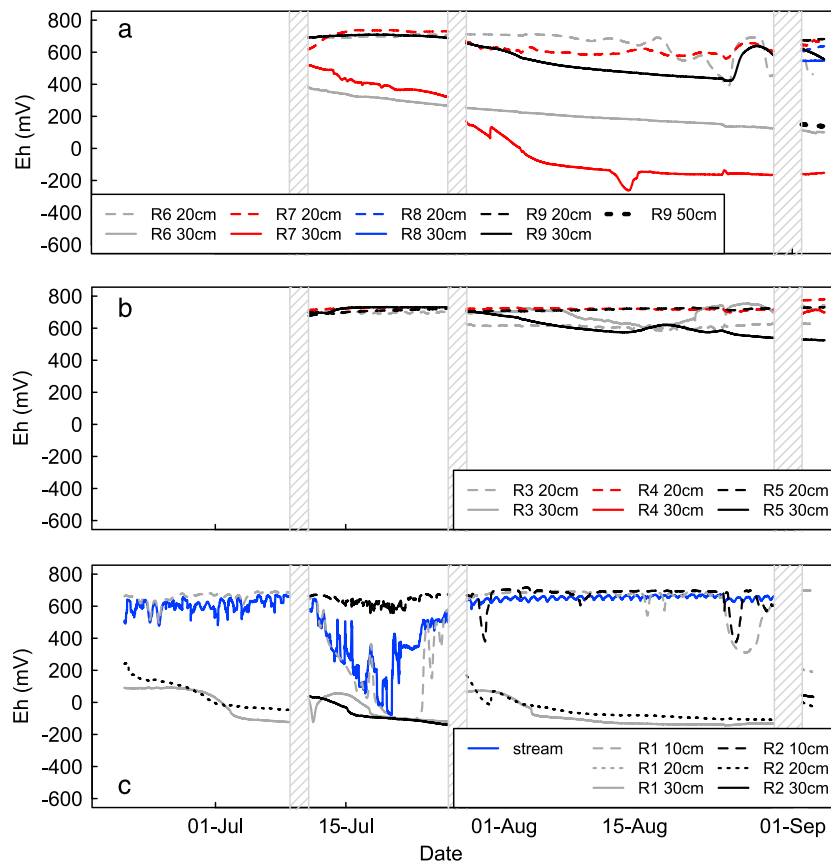 a
800
600
400
200
0
-200
-400
-600
Eh (mV)
R6 20cm R7 20cm R8 20cm R9 20cm R9 50cm
R6 30cm R7 30cm R8 30cm R9 30cm
b
800
600
400
200
0
-200
-400
-600
Eh (mV)
R3 20cm R4 20cm R5 20cm
R3 30cm R4 30cm R5 30cm
800
600
400
200
0
-200
-400
-600
Eh (mV)
stream R1 10cm R2 10cm
R1 20cm R2 20cm
R1 30cm R2 30cm
c
01-Jul 15-Jul 01-Aug 15-Aug 01-Sep
Date